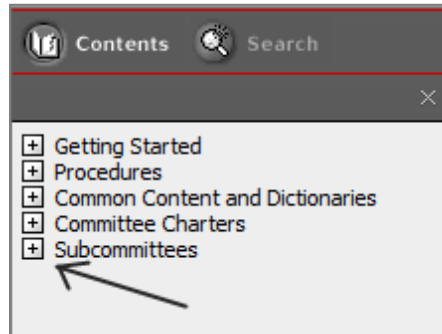 Contents Search
Getting Started
Procedures
Common Content and Dictionaries
Committee Charters
Subcommittees